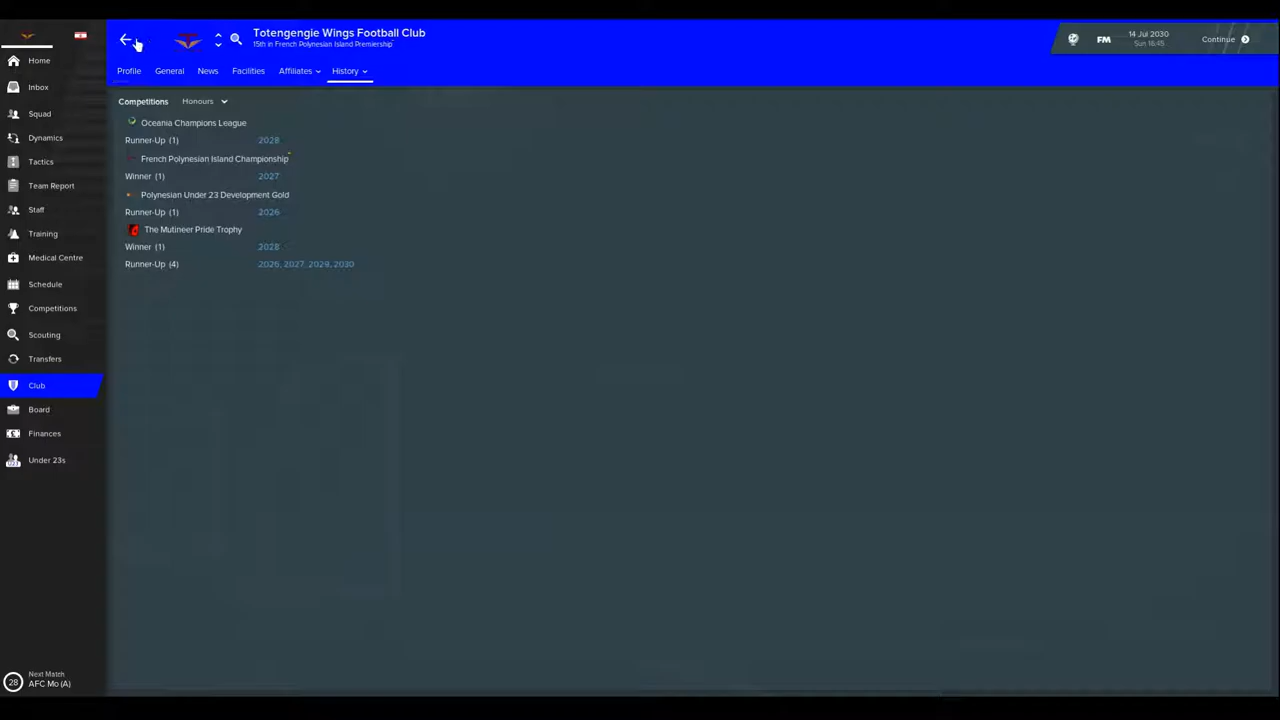 Totengengie Wings Football Club
15th in French Polynesian Island Premiership
FM
14 Jul 2030
Sun 16:45
Continue
Profile
General
News
Facilities
Affiliates
History
Home
Inbox
Squad
Dynamics
Tactics
Team Report
Staff
Training
Medical Centre
Schedule
Competitions
Scouting
Transfers
Club
Board
Finances
Under 23s
Competitions Honours
Oceania Champions League
Runner-Up (1) 2028
French Polynesian Island Championship
Winner (1) 2027
Polynesian Under 23 Development Gold
Runner-Up (1) 2026
The Mutineer Pride Trophy
Winner (1) 2028
Runner-Up (4) 2026, 2027, 2029, 2030
28
Next Match
AFC Mo (A)